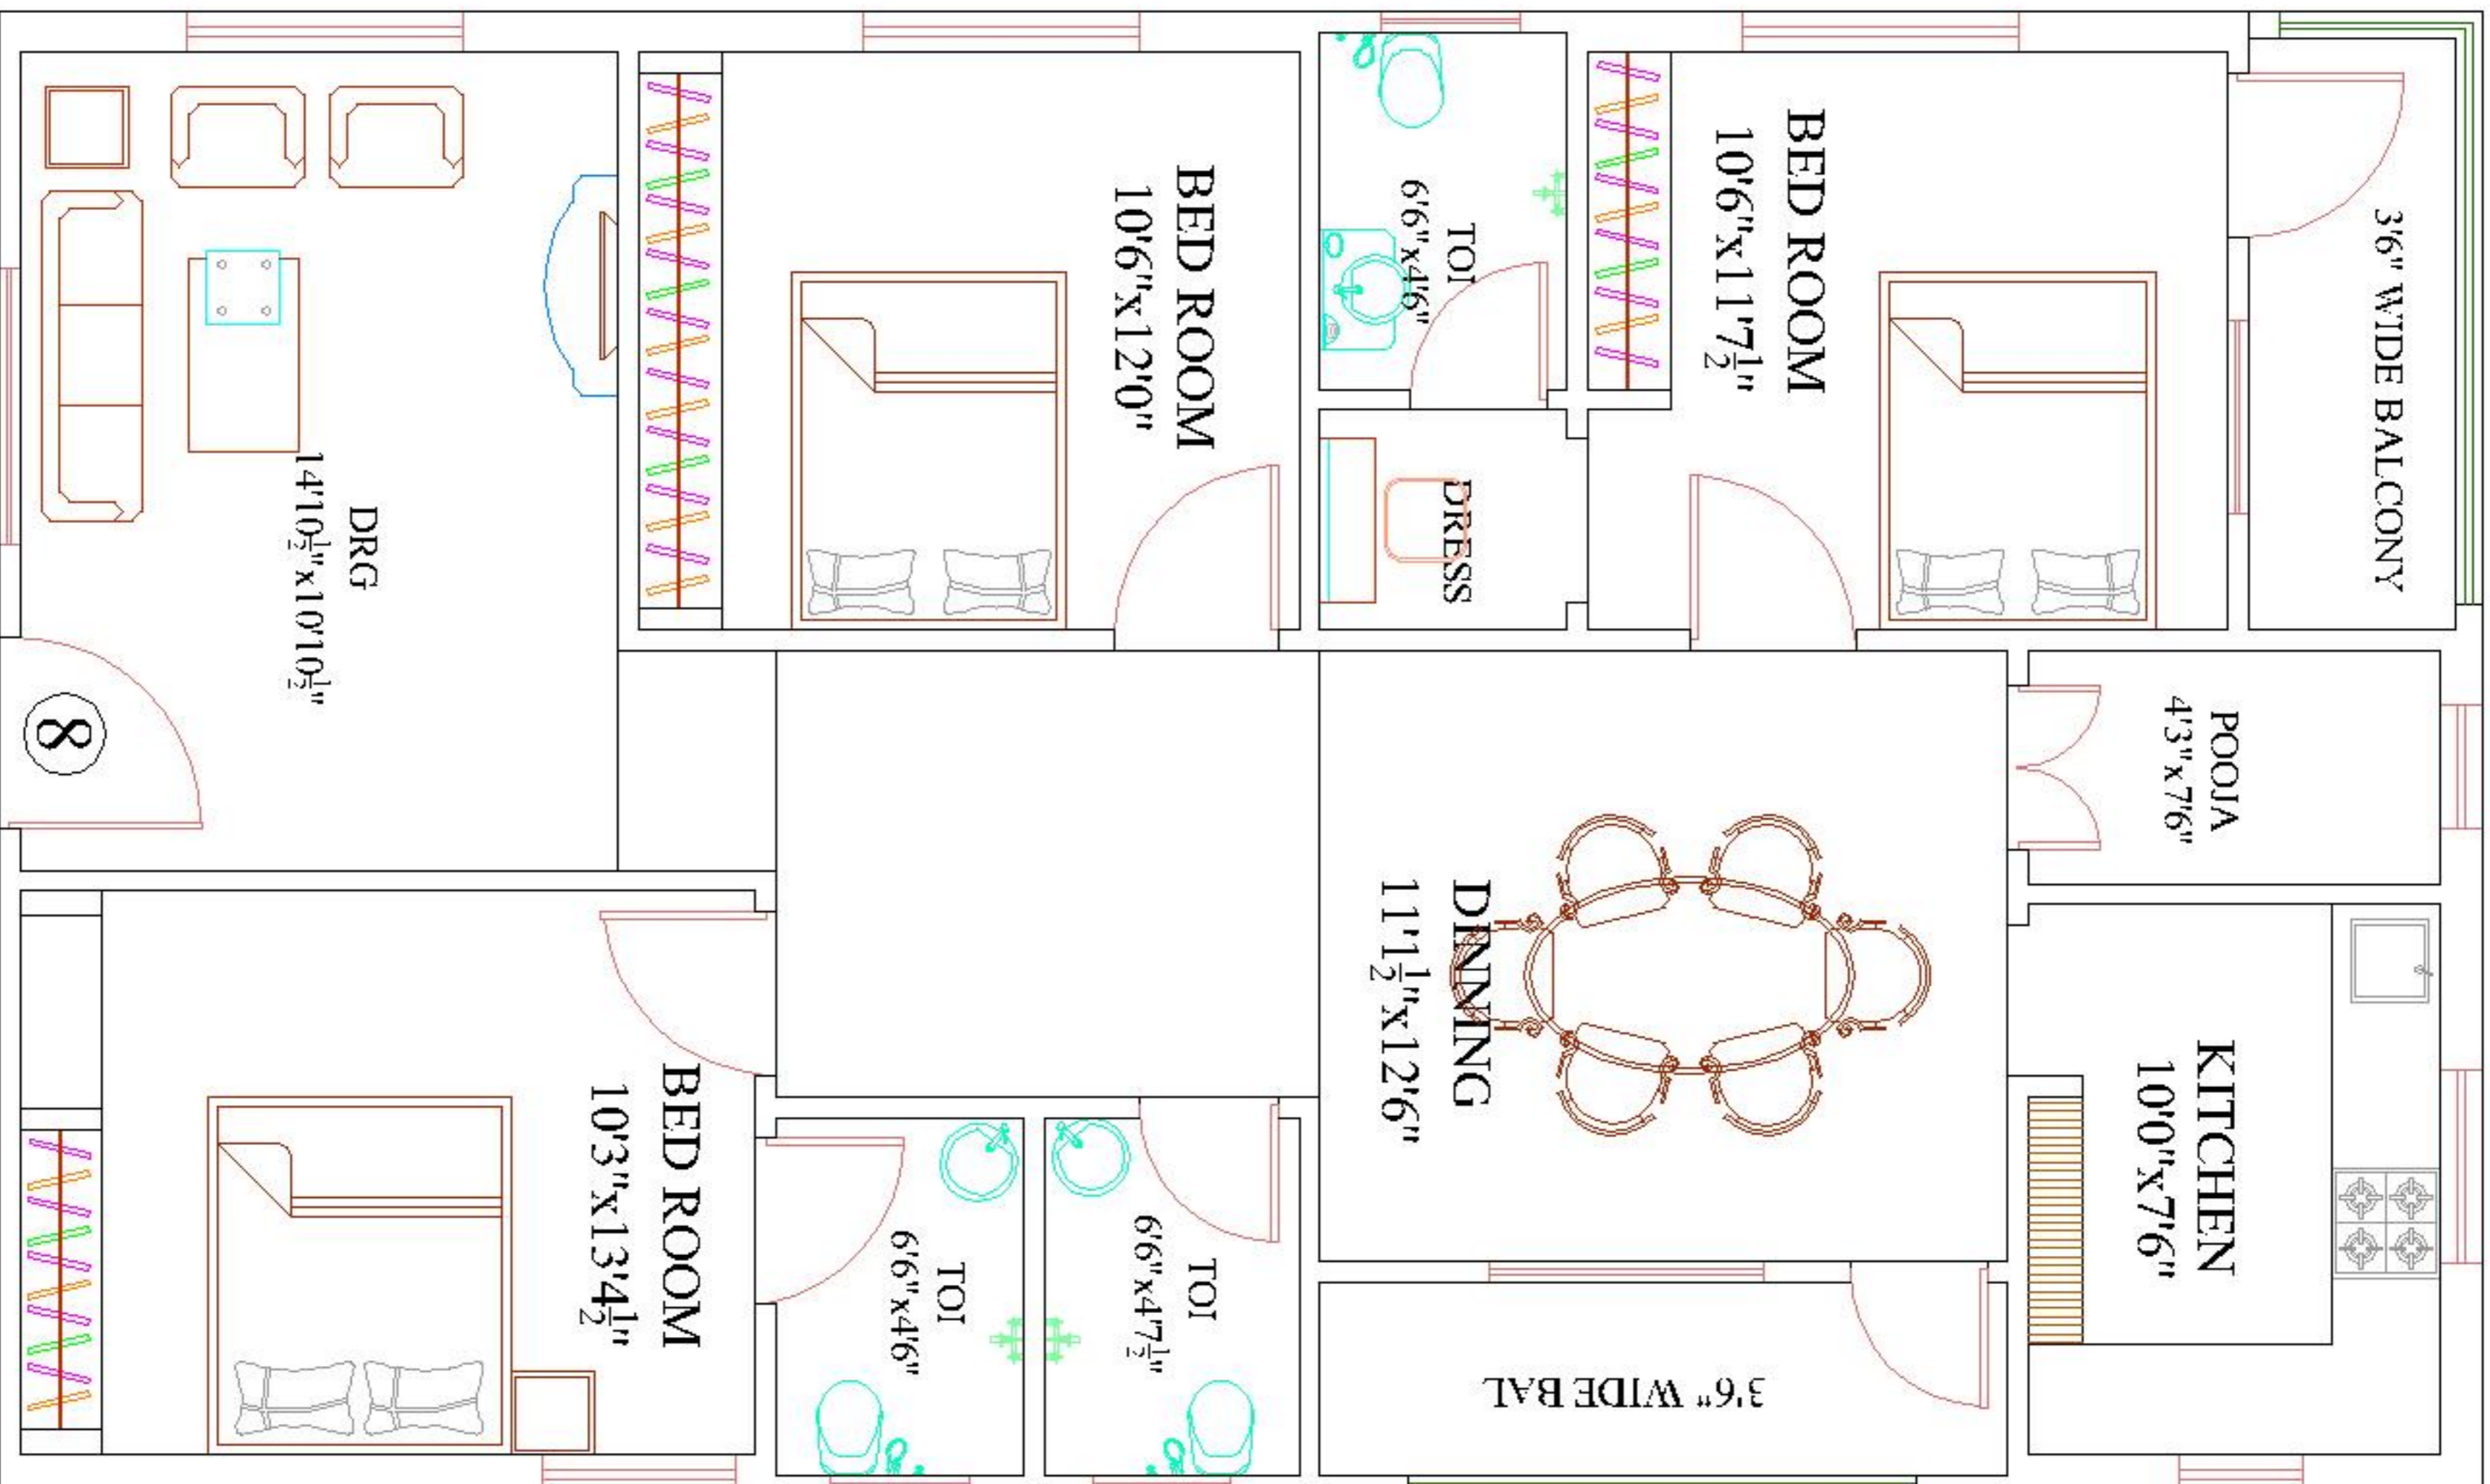 BED ROOM
10'6"x11'7½"
3'6" WIDE BALCONY
TOI
6'6"x4'6"
BED ROOM
10'6"x12'0"
DRESS
DRG
14'10½"x10'10½"
8
POOJA
4'3"x7'6"
DINNING
11'1½"x12'6"
KITCHEN
10'0"x7'6"
BED ROOM
10'3"x13'4½"
TOI
6'6"x4'6"
TOI
6'6"x4'7½"
3'6" WIDE BAL